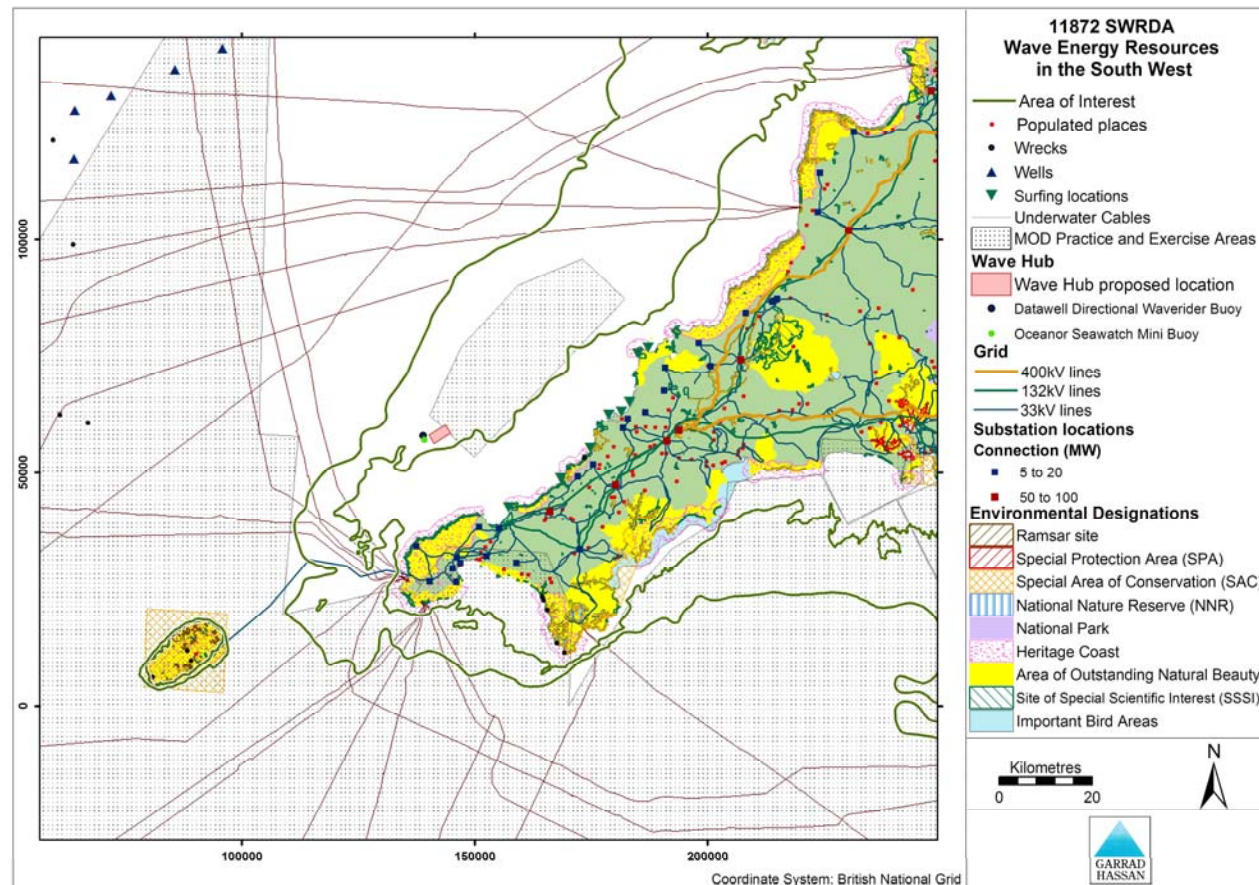 11872 SWRDA
Wave Energy Resources
in the South West
Area of Interest
Populated places
Wrecks
Wells
Surfing locations
Underwater Cables
MOD Practice and Exercise Areas
Wave Hub
Wave Hub proposed location
Datawell Directional Waverider Buoy
Oceanor Seawatch Mini Buoy
Grid
400kV lines
132kV lines
33kV lines
Substation locations
Connection (MW)
5 to 20
50 to 100
Environmental Designations
Ramsar site
Special Protection Area (SPA)
Special Area of Conservation (SAC
National Nature Reserve (NNR)
National Park
Heritage Coast
Area of Outstanding Natural Beauty
Site of Special Scientific Interest (SSSI)
Important Bird Areas
Kilometres
0 20
N
GARRAD
HASSAN
100000
50000
0
100000 150000 200000
Coordinate System: British National Grid